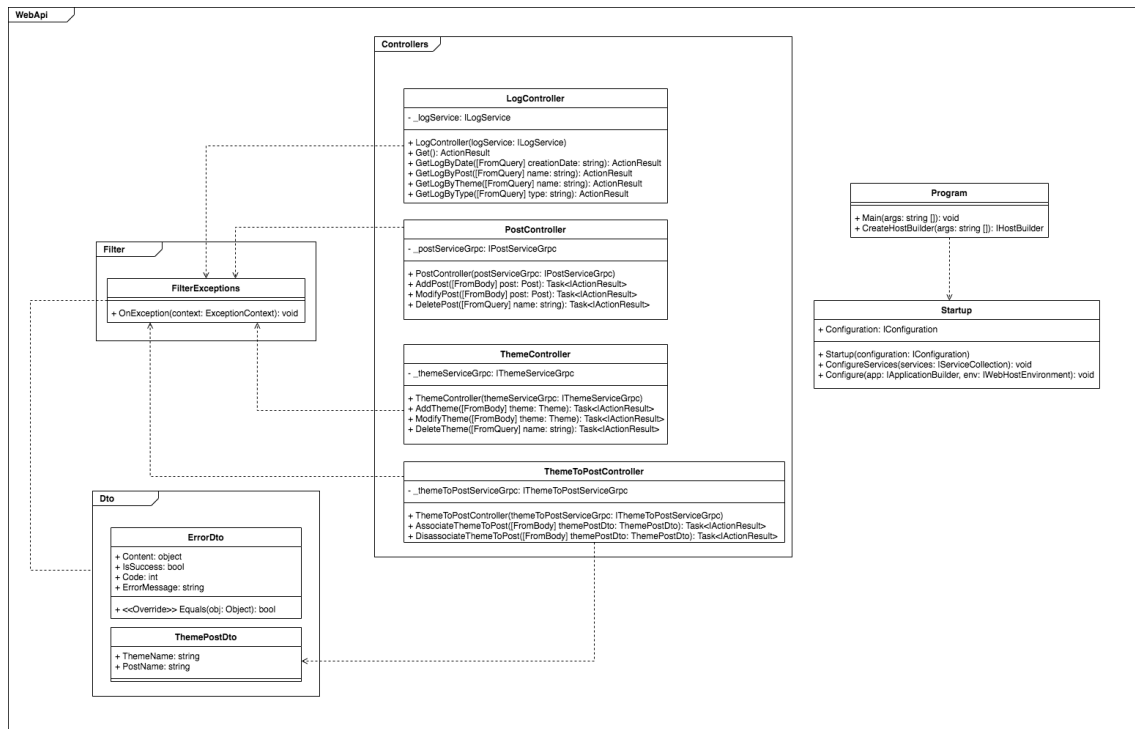 WebApi
Controllers
LogController
- _logService: ILogService
+ LogController(logService: ILogService)
+ Get(): ActionResult
+ GetLogByDate([FromQuery] creationDate: string): ActionResult
+ GetLogByPost([FromQuery] name: string): ActionResult
+ GetLogByTheme([FromQuery] name: string): ActionResult
+ GetLogByType([FromQuery] type: string): ActionResult
PostController
- _postServiceGrpc: IPostServiceGrpc
+ PostController(postServiceGrpc: IPostServiceGrpc)
+ AddPost([FromBody] post: Post): Task<IActionResult>
+ ModifyPost([FromBody] post: Post): Task<IActionResult>
+ DeletePost([FromQuery] name: string): Task<IActionResult>
ThemeController
- _themeServiceGrpc: IThemeServiceGrpc
+ ThemeController(themeServiceGrpc: IThemeServiceGrpc)
+ AddTheme([FromBody] theme: Theme): Task<IActionResult>
+ ModifyTheme([FromBody] theme: Theme): Task<IActionResult>
+ DeleteTheme([FromQuery] name: string): Task<IActionResult>
ThemeToPostController
- _themeToPostServiceGrpc: IThemeToPostServiceGrpc
+ ThemeToPostController(themeToPostServiceGrpc: IThemeToPostServiceGrpc)
+ AssociateThemeToPost([FromBody] themePostDto: ThemePostDto): Task<IActionResult>
+ DisassociateThemeToPost([FromBody] themePostDto: ThemePostDto): Task<IActionResult>
Filter
FilterExceptions
+ OnException(context: ExceptionContext): void
Dto
ErrorDto
+ Content: object
+ IsSuccess: bool
+ Code: int
+ ErrorMessage: string
+ <<Override>> Equals(obj: Object): bool
ThemePostDto
+ ThemeName: string
+ PostName: string
Program
+ Main(args: string []): void
+ CreateHostBuilder(args: string []): IHostBuilder
Startup
+ Configuration: IConfiguration
+ Startup(configuration: IConfiguration)
+ ConfigureServices(services: IServiceCollection): void
+ Configure(app: IApplicationBuilder, env: IWebHostEnvironment): void